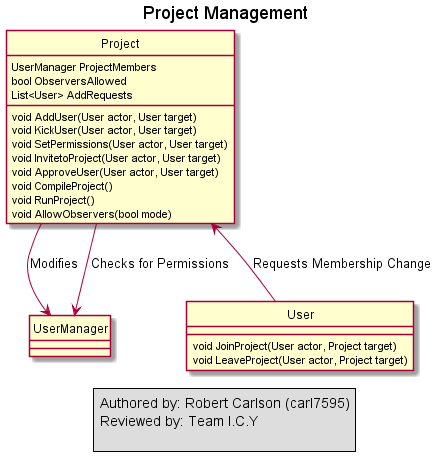 Project Management
Project
UserManager ProjectMembers
bool ObserversAllowed
List<User> AddRequests
void AddUser(User actor, User target)
void KickUser(User actor, User target)
void SetPermissions(User actor, User target)
void InvitetoProject(User actor, User target)
void ApproveUser(User actor, User target)
void CompileProject()
void RunProject()
void AllowObservers(bool mode)
Modifies
Checks for Permissions
Requests Membership Change
UserManager
User
void JoinProject(User actor, Project target)
void LeaveProject(User actor, Project target)
Authored by: Robert Carlson (carl7595)
Reviewed by: Team I.C.Y